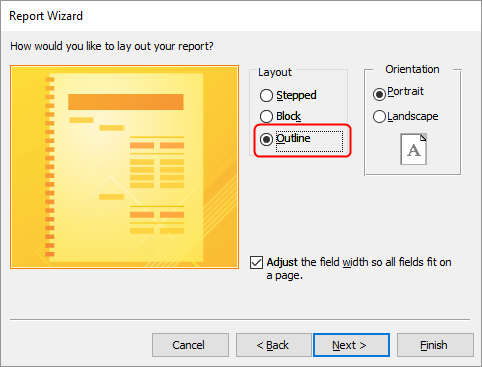 Report Wizard
How would you like to lay out your report?
Layout
Stepped
Block
Outline
Orientation
Portrait
Landscape
A
Adjust the field width so all fields fit on
a page.
Cancel
< Back
Next >
Finish